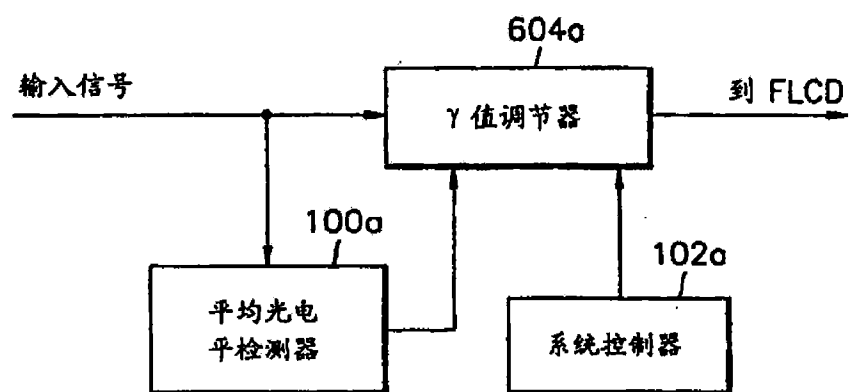 604a
输入信号
γ 值调节器
到 FLCD
100a
平均光电
平检测器
102a
系统控制器